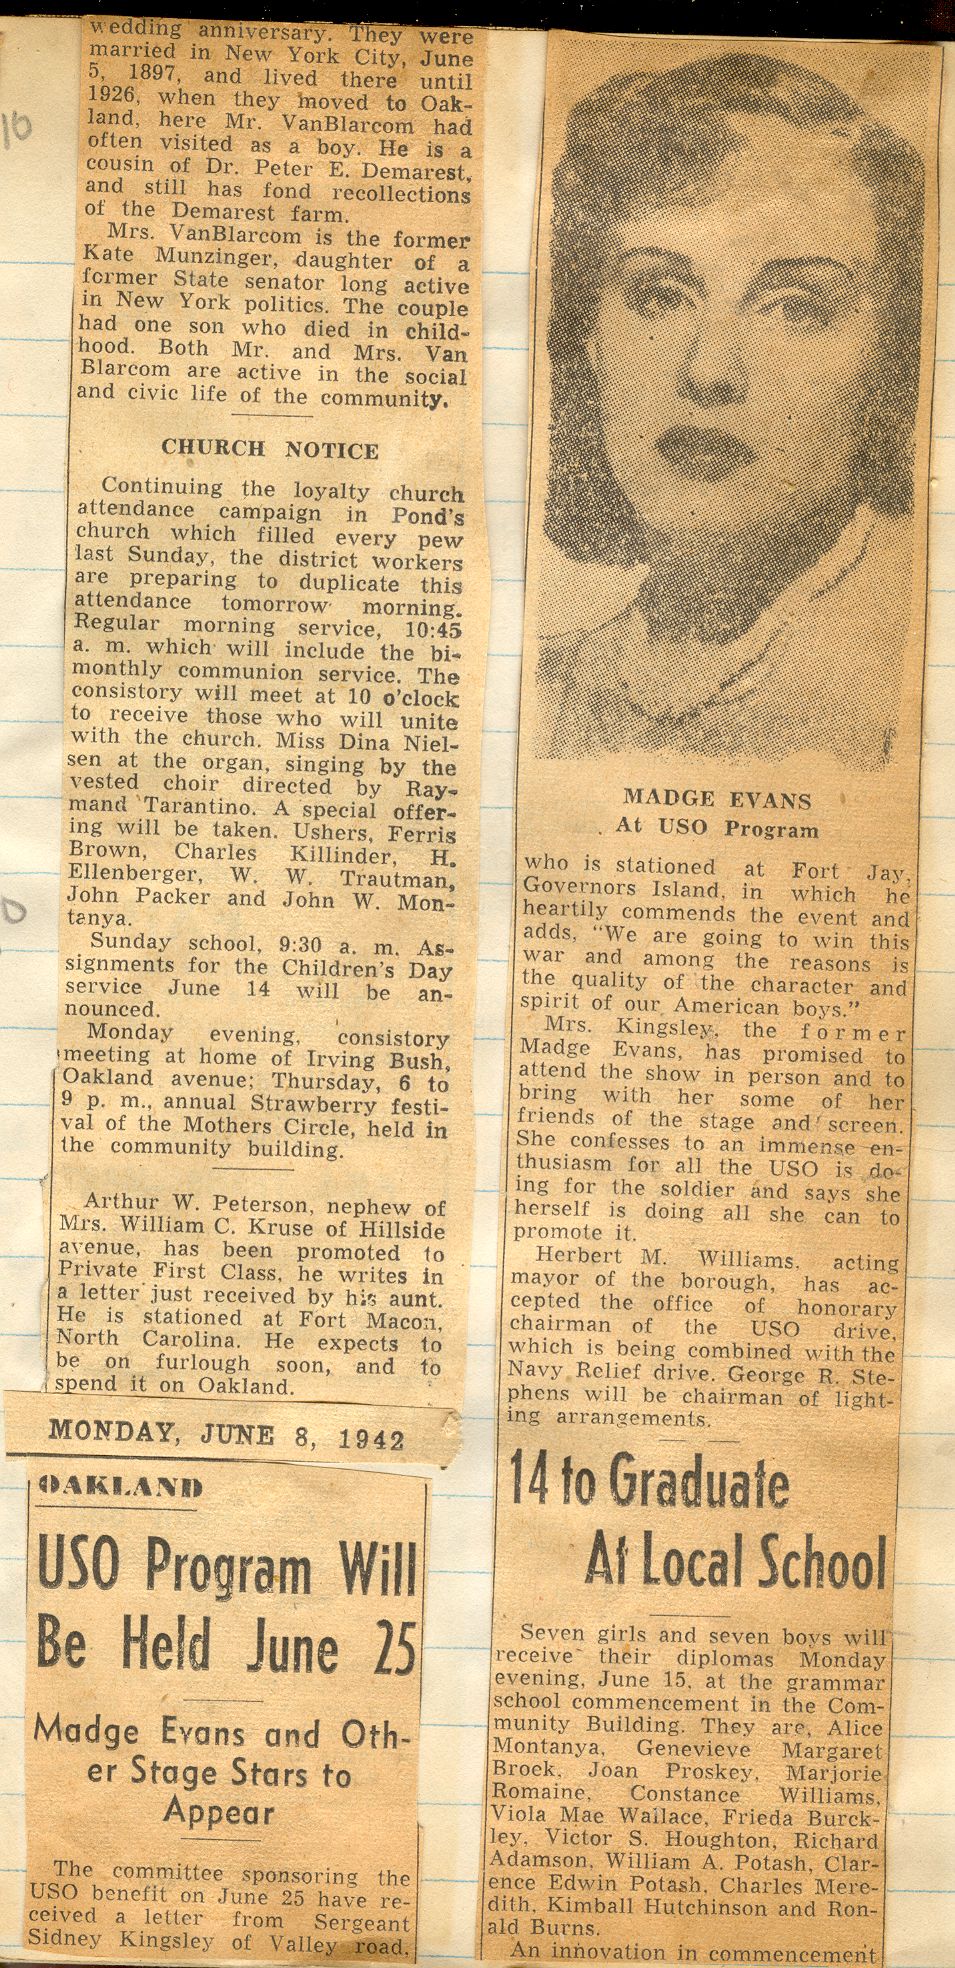 wedding anniversary. They were
married in New York City, June
5, 1897, and lived there until
1926, when they moved to Oak-
land, here Mr. VanBlarcom had
often visited as a boy. He is a
cousin of Dr. Peter E. Demarest,
and still has fond recollections
of the Demarest farm.
Mrs. VanBlarcom is the former
Kate Munzinger, daughter of a
former State senator long active
in New York politics. The couple
had one son who died in child-
hood. Both Mr. and Mrs. Van
Blarcom are active in the social
and civic life of the community.
CHURCH NOTICE
Continuing the loyalty church
attendance campaign in Pond's
church which filled every pew
last Sunday, the district workers
are preparing to duplicate this
attendance tomorrow morning.
Regular morning service, 10:45
a. m. which will include the bi-
monthly communion service. The
consistory will meet at 10 o'clock
to receive those who will unite
with the church. Miss Dina Niel-
sen at the organ, singing by the
vested choir directed by Ray-
mand Tarantino. A special offer-
ing will be taken. Ushers, Ferris
Brown, Charles Killinder, H.
Ellenberger, W. W. Trautman,
John Packer and John W. Mon-
tanya.
Sunday school, 9:30 a. m. As-
signments for the Children's Day
service June 14 will be an-
nounced.
Monday evening, consistory
meeting at home of Irving Bush,
Oakland avenue; Thursday, 6 to
9 p. m., annual Strawberry festi-
val of the Mothers Circle, held in
the community building.
Arthur W. Peterson, nephew of
Mrs. William C. Kruse of Hillside
avenue, has been promoted to
Private First Class, he writes in
a letter just received by his aunt.
He is stationed at Fort Macon,
North Carolina. He expects to
be on furlough soon, and to
spend it on Oakland.
MONDAY, JUNE 8, 1942
OAKLAND
USO Program Will
Be Held June 25
Madge Evans and Oth-
er Stage Stars to
Appear
The committee sponsoring the
USO benefit on June 25 have re-
ceived a letter from Sergeant
Sidney Kingsley of Valley road,
MADGE EVANS
At USO Program
who is stationed at Fort Jay,
Governors Island, in which he
heartily commends the event and
adds, "We are going to win this
war and among the reasons is
the quality of the character and
spirit of our American boys."
Mrs. Kingsley, the former
Madge Evans, has promised to
attend the show in person and to
bring with her some of her
friends of the stage and screen.
She confesses to an immense en-
thusiasm for all the USO is do-
ing for the soldier and says she
herself is doing all she can to
promote it.
Herbert M. Williams, acting
mayor of the borough, has ac-
cepted the office of honorary
chairman of the USO drive,
which is being combined with the
Navy Relief drive. George R. Ste-
phens will be chairman of light-
ing arrangements.
14 to Graduate
At Local School
Seven girls and seven boys will
receive their diplomas Monday
evening, June 15, at the grammar
school commencement in the Com-
munity Building. They are, Alice
Montanya, Genevieve Margaret
Brock, Joan Proskey, Marjorie
Romaine, Constance Williams,
Viola Mae Wallace, Frieda Burck-
ley, Victor S. Houghton, Richard
Adamson, William A. Potash, Clar-
ence Edwin Potash, Charles Mere-
dith, Kimball Hutchinson and Ron-
ald Burns.
An innovation in commencement